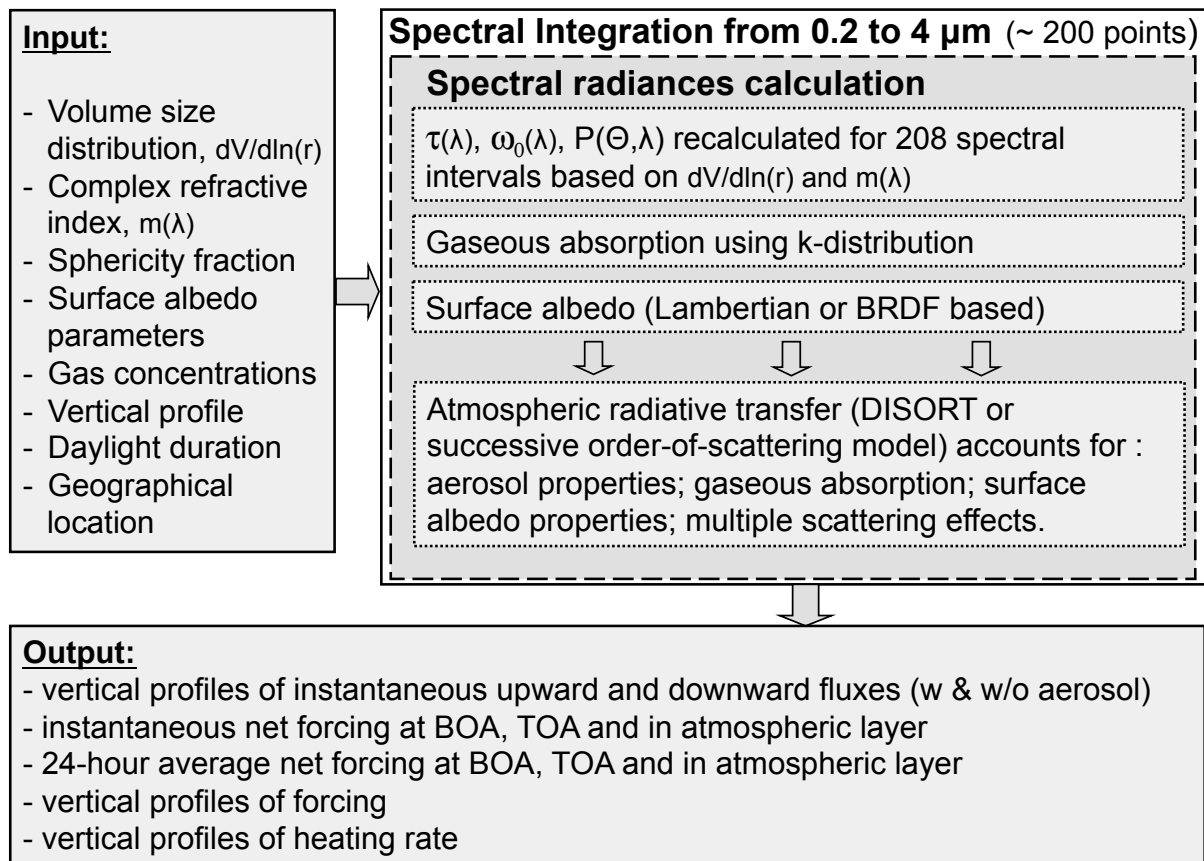 Input:
- Volume size
distribution, dV/dln(r)
- Complex refractive
index, m(λ)
- Sphericity fraction
- Surface albedo
parameters
- Gas concentrations
- Vertical profile
- Daylight duration
- Geographical
location
Spectral Integration from 0.2 to 4 µm (~ 200 points)
Spectral radiances calculation
τ(λ), ω₀(λ), P(Θ,λ) recalculated for 208 spectral
intervals based on dV/dln(r) and m(λ)
Gaseous absorption using k-distribution
Surface albedo (Lambertian or BRDF based)
Atmospheric radiative transfer (DISORT or
successive order-of-scattering model) accounts for :
aerosol properties; gaseous absorption; surface
albedo properties; multiple scattering effects.
Output:
- vertical profiles of instantaneous upward and downward fluxes (w & w/o aerosol)
- instantaneous net forcing at BOA, TOA and in atmospheric layer
- 24-hour average net forcing at BOA, TOA and in atmospheric layer
- vertical profiles of forcing
- vertical profiles of heating rate